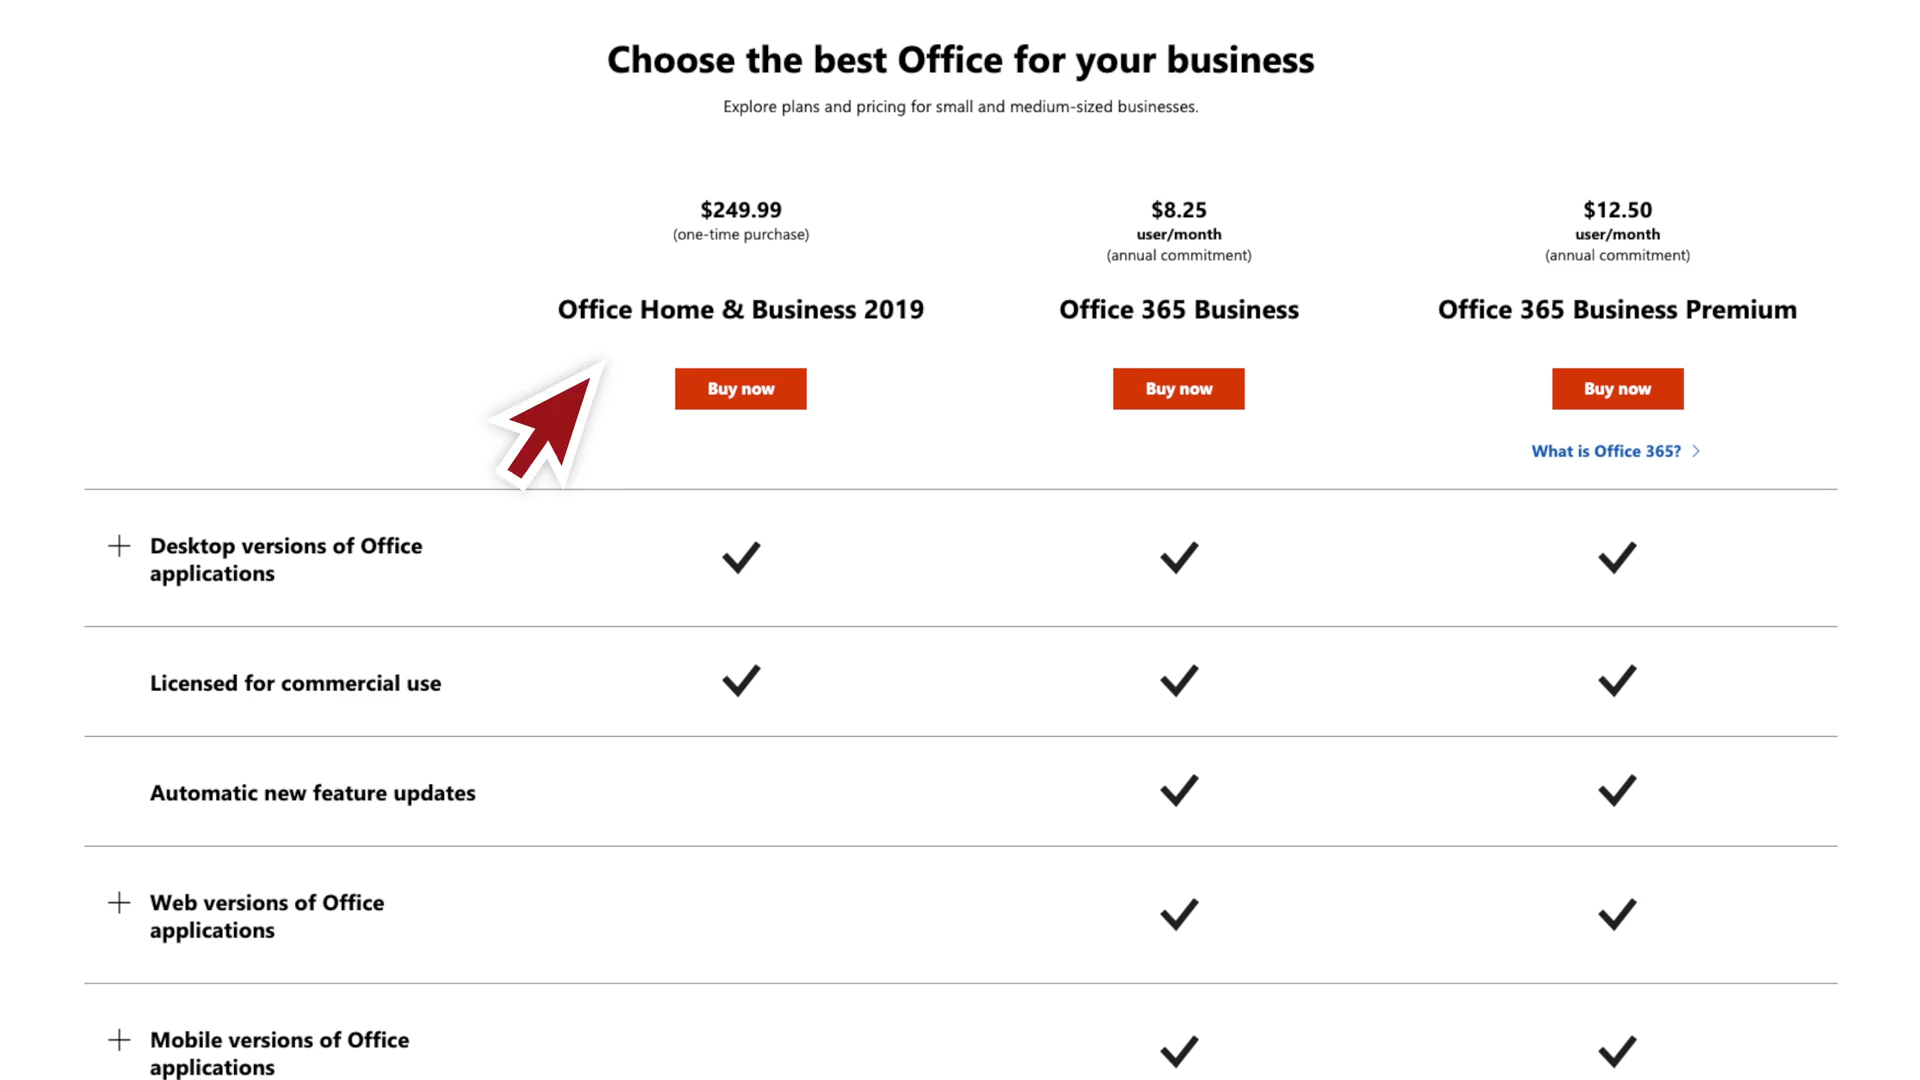 Choose the best Office for your business
Explore plans and pricing for small and medium-sized businesses.
$249.99
(one-time purchase)
Office Home & Business 2019
Buy now
$8.25
user/month
(annual commitment)
Office 365 Business
Buy now
$12.50
user/month
(annual commitment)
Office 365 Business Premium
Buy now
What is Office 365?
Desktop versions of Office
applications
Licensed for commercial use
Automatic new feature updates
Web versions of Office
applications
Mobile versions of Office
applications